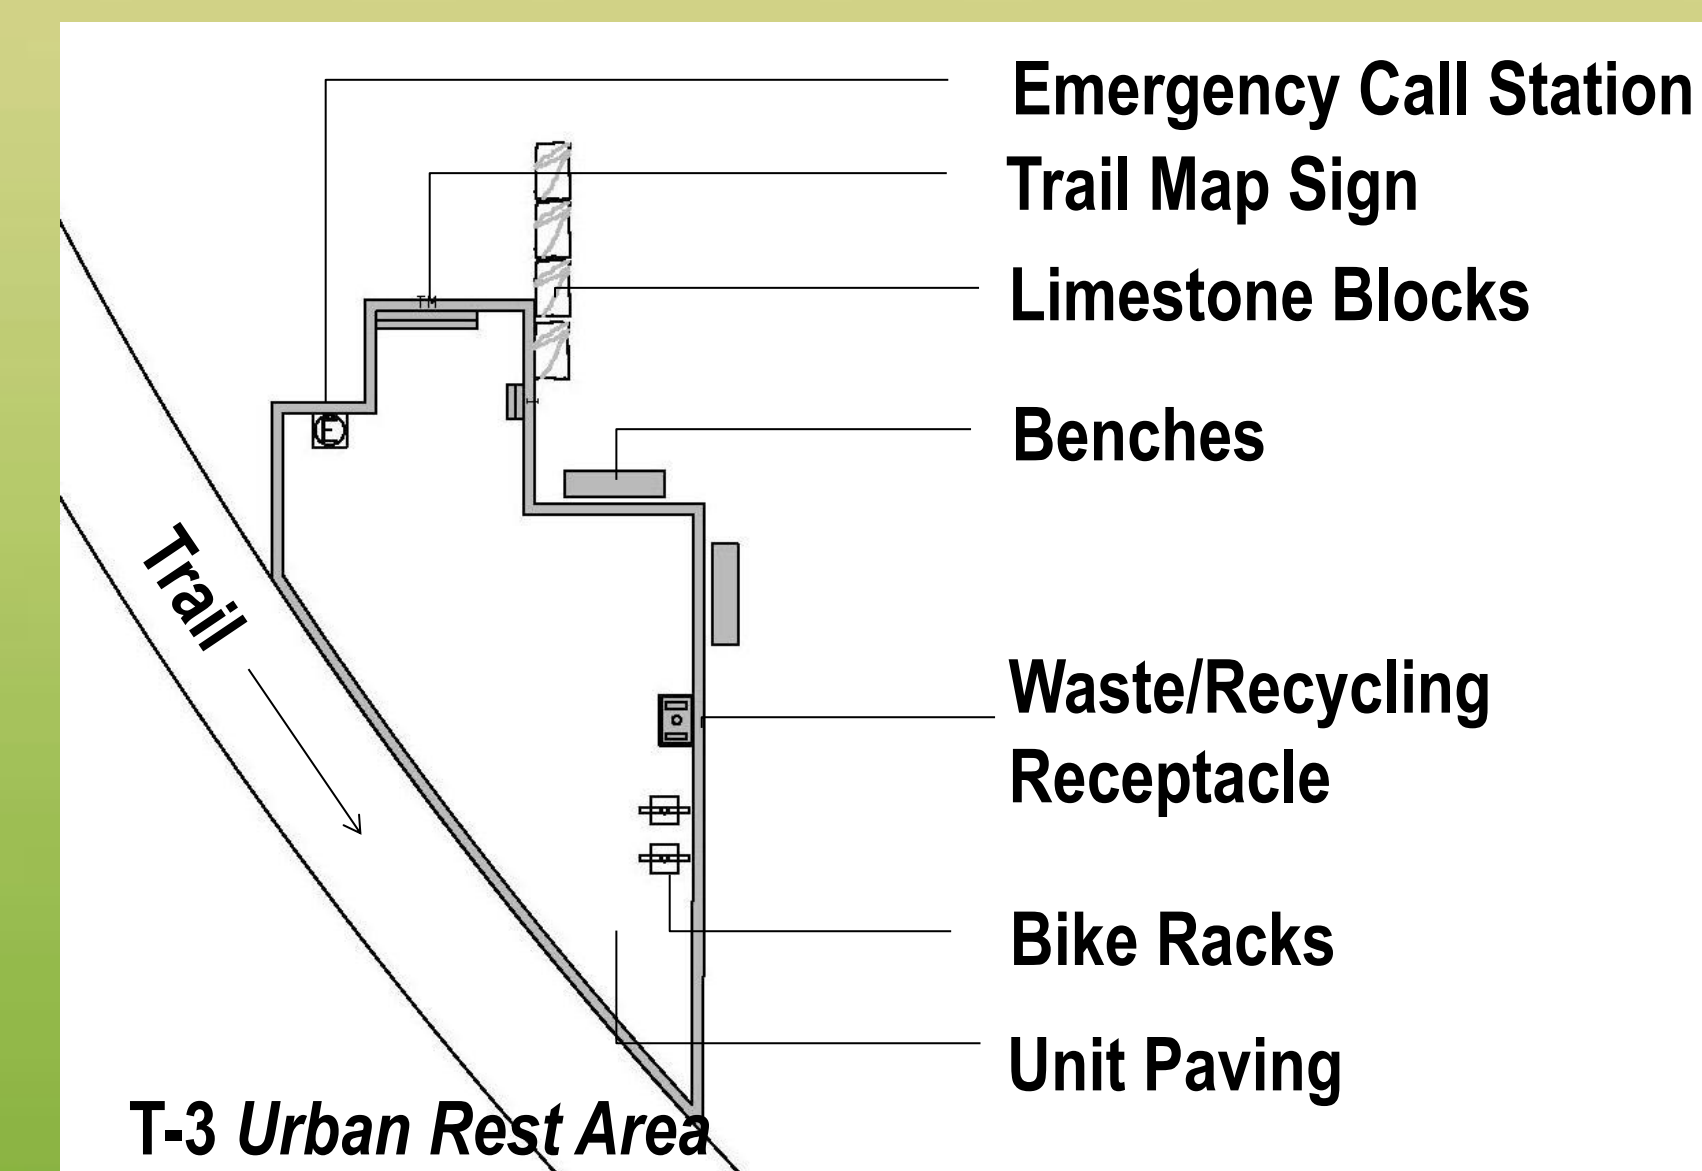 Emergency Call Station
Trail Map Sign
Limestone Blocks
TM
E
Benches
Trail
Waste/Recycling
Receptacle
Bike Racks
Unit Paving
T-3 Urban Rest Area